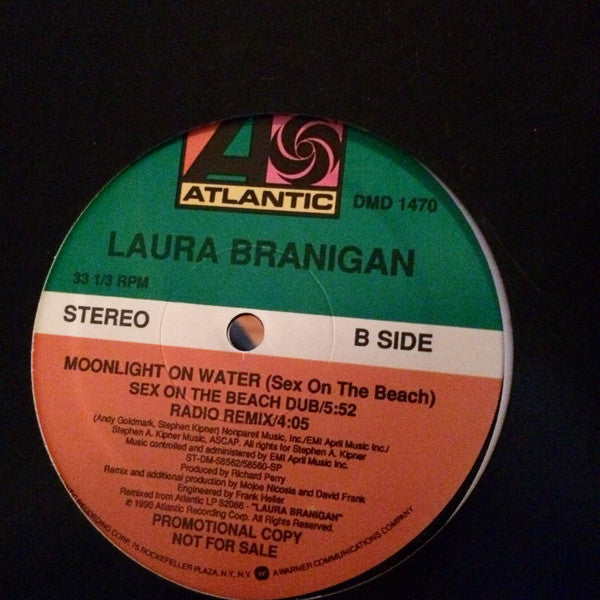 ATLANTIC
DMD 1470
LAURA BRANIGAN
33 1/3 RPM
STEREO
B SIDE
MOONLIGHT ON WATER (Sex On The Beach)
SEX ON THE BEACH DUB/5:52
RADIO REMIX/4:05
(Andy Goldmark, Stephen Kipner) Nonpareil Music, Inc./EMI April Music Inc./
Stephen A. Kipner Music, ASCAP. All rights for Stephen A. Kipner
Music controlled and administered by EMI April Music Inc.
ST-DM-58562/58560-SP
Produced by Richard Perry
Remix and additional production by Mojoe Nicosia and David Frank
Engineered by Frank Heller
Remixed from Atlantic LP 82086 - "LAURA BRANIGAN"
℗ 1990 Atlantic Recording Corp. All Rights Reserved.
PROMOTIONAL COPY
NOT FOR SALE
RECORDING CORP., 75 ROCKEFELLER PLAZA, N.Y., N.Y. A WARNER COMMUNICATIONS COMPANY